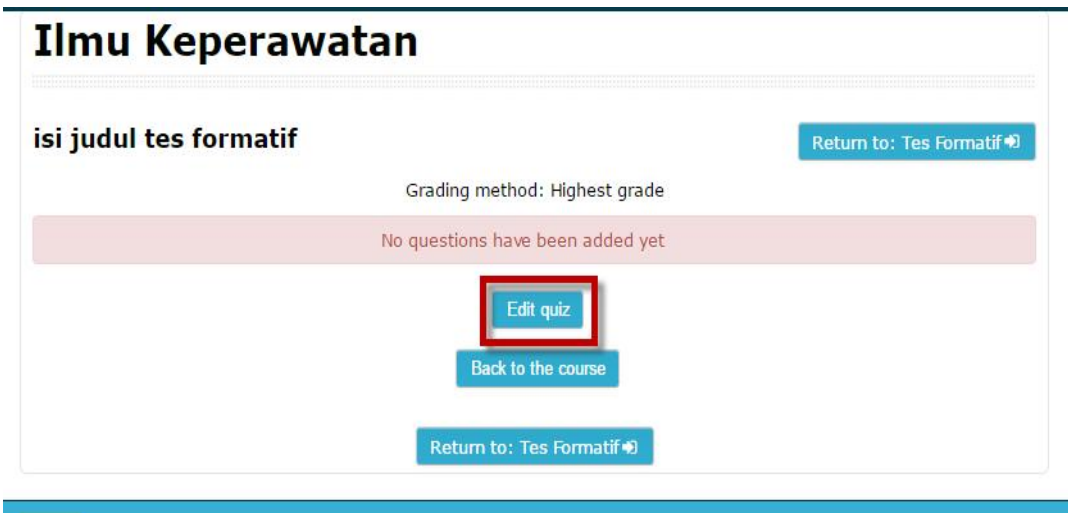 Ilmu Keperawatan
isi judul tes formatif
Return to: Tes Formatif
Grading method: Highest grade
No questions have been added yet
Edit quiz
Back to the course
Return to: Tes Formatif